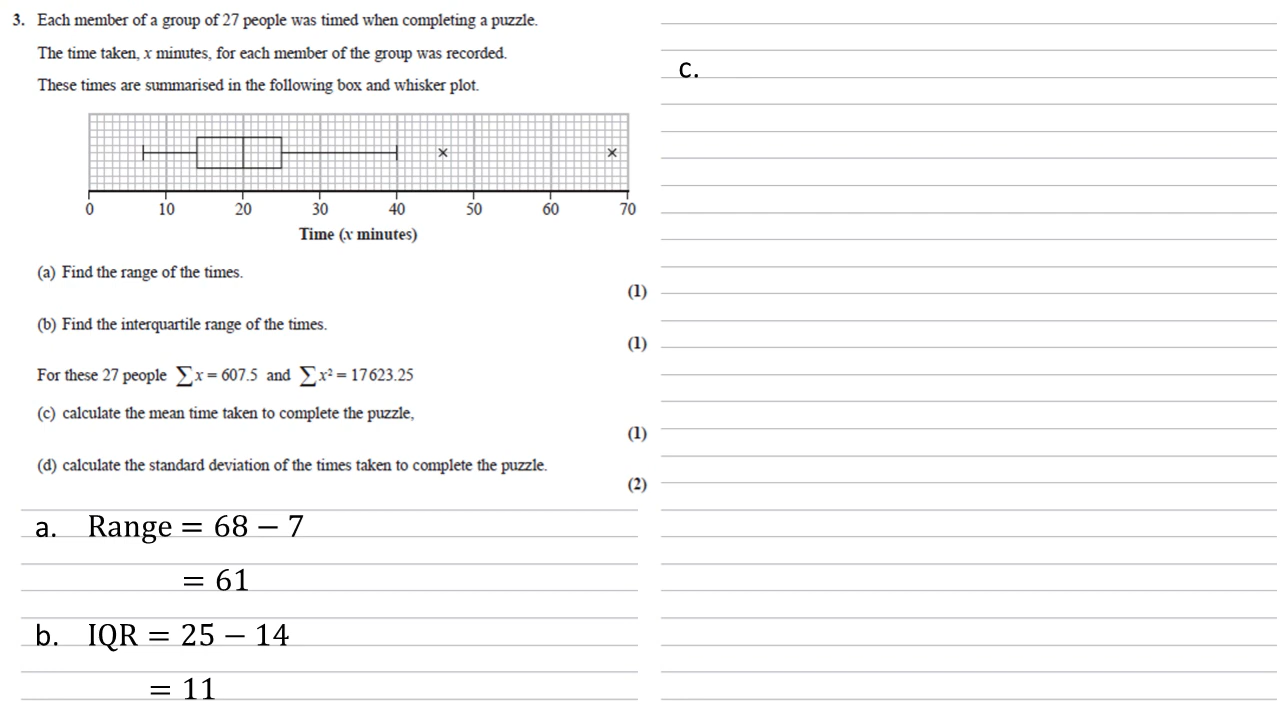 3. Each member of a group of 27 people was timed when completing a puzzle.
The time taken, x minutes, for each member of the group was recorded.
These times are summarised in the following box and whisker plot.
0 10 20 30 40 50 60 70
Time (x minutes)
(a) Find the range of the times.
(1)
(b) Find the interquartile range of the times.
(1)
For these 27 people ∑x = 607.5 and ∑x² = 17623.25
(c) calculate the mean time taken to complete the puzzle,
(1)
(d) calculate the standard deviation of the times taken to complete the puzzle.
(2)
a. Range = 68 − 7
= 61
b. IQR = 25 − 14
= 11
c.